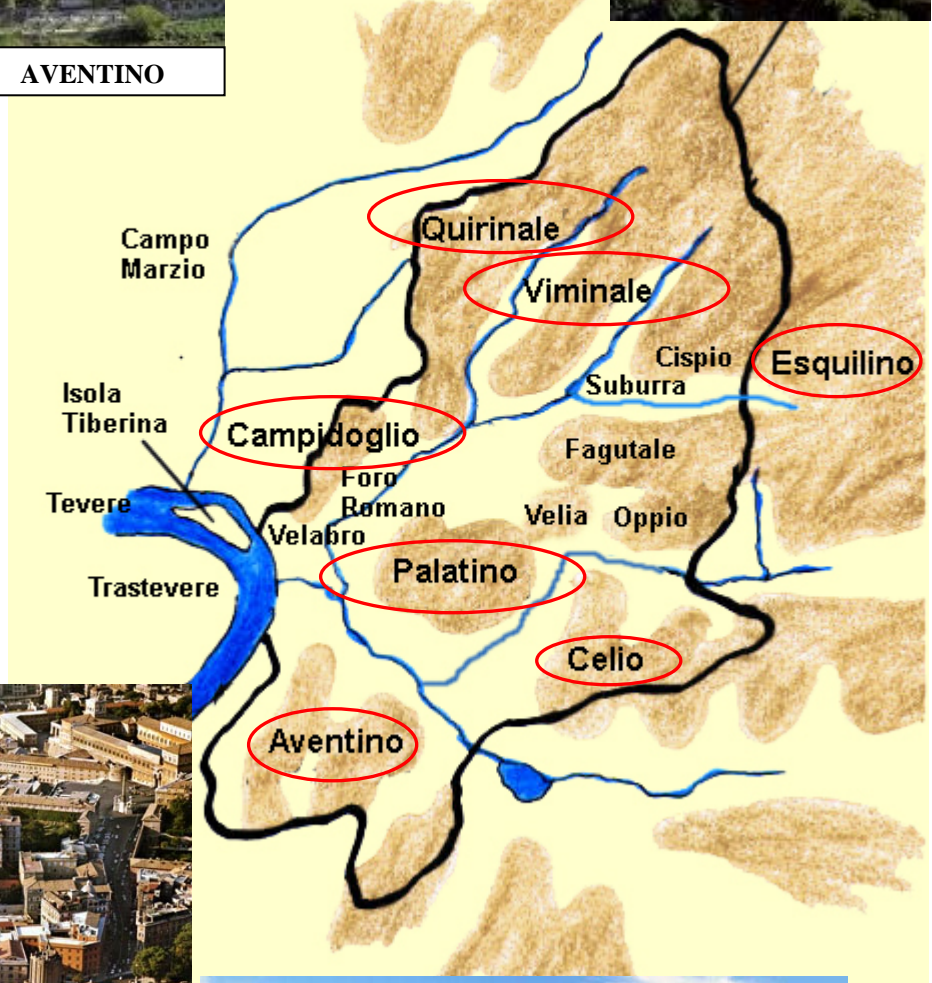 AVENTINO
Quirinale
Campo
Marzio
Viminale
Cispio
Esquilino
Suburra
Isola
Tiberina
Campidoglio
Fagutale
Foro
Romano
Tevere
Velia
Oppio
Velabro
Palatino
Trastevere
Celio
Aventino